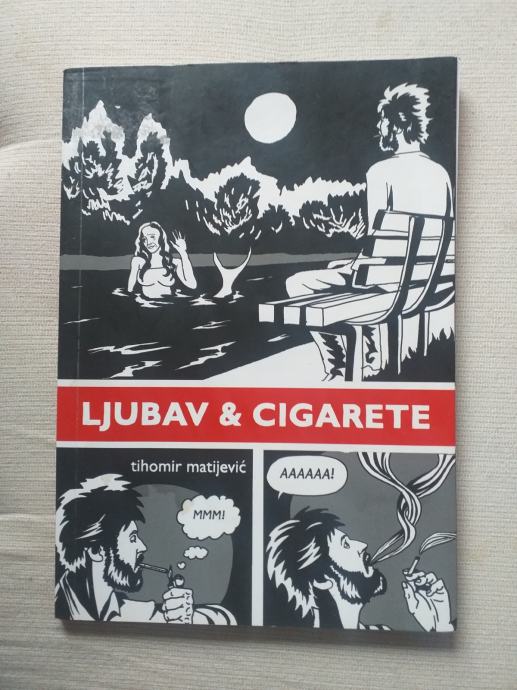 LJUBAV & CIGARETE
tihomir matijević
MMM!
AAAAAA!